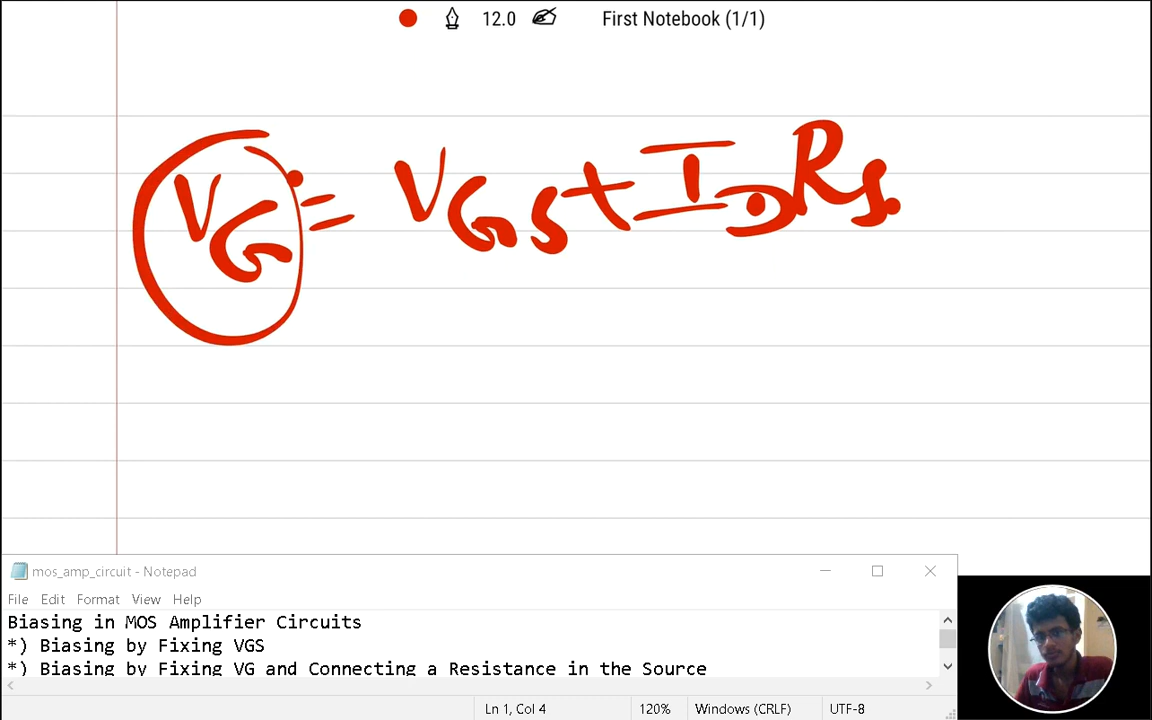 12.0 First Notebook (1/1)
VG = VGS + IDRS.
mos_amp_circuit - Notepad
File Edit Format View Help
Biasing in MOS Amplifier Circuits
*) Biasing by Fixing VGS
*) Biasing by Fixing VG and Connecting a Resistance in the Source
Ln 1, Col 4 120% Windows (CRLF) UTF-8